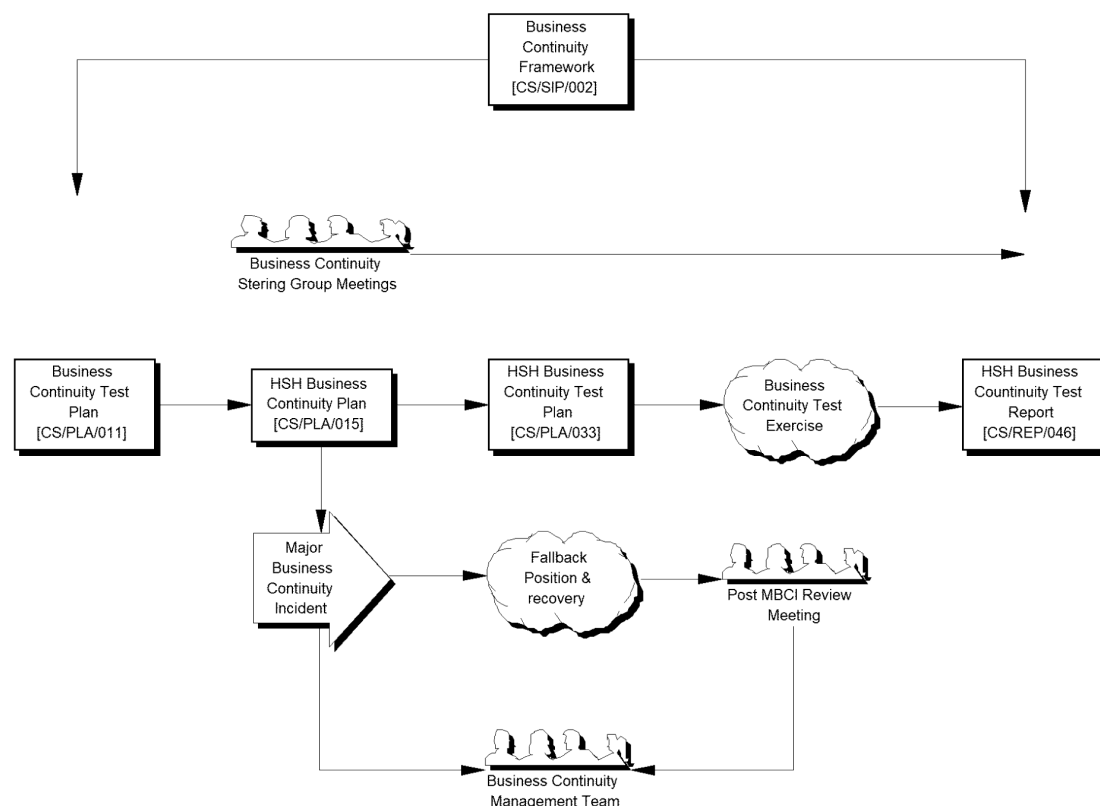 Business
Continuity
Framework
[CS/SIP/002]
Business Continuity
Stering Group Meetings
Business
Continuity Test
Plan
[CS/PLA/011]
HSH Business
Continuity Plan
[CS/PLA/015]
HSH Business
Continuity Test
Plan
[CS/PLA/033]
Business
Continuity Test
Exercise
HSH Business
Countinuity Test
Report
[CS/REP/046]
Major
Business
Continuity
Incident
Fallback
Position &
recovery
Post MBCI Review
Meeting
Business Continuity
Management Team